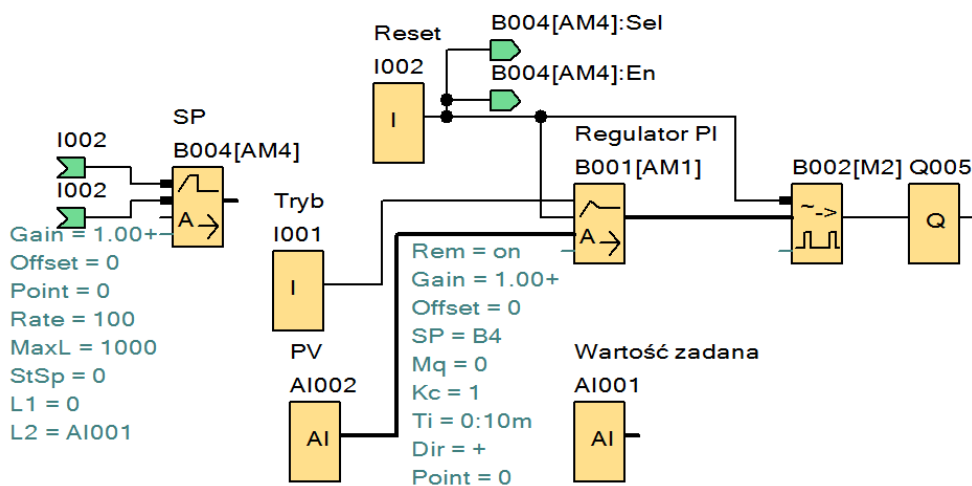 B004[AM4]:Sel
Reset
I002
B004[AM4]:En
I
SP
I002
B004[AM4]
I002
A
Gain = 1.00+
Offset = 0
Point = 0
Rate = 100
MaxL = 1000
StSp = 0
L1 = 0
L2 = AI001
Tryb
I001
I
PV
AI002
AI
Regulator PI
B001[AM1]
A
Rem = on
Gain = 1.00+
Offset = 0
SP = B4
Mq = 0
Kc = 1
Ti = 0:10m
Dir = +
Point = 0
B002[M2]
~->
Q005
Q
Wartość zadana
AI001
AI